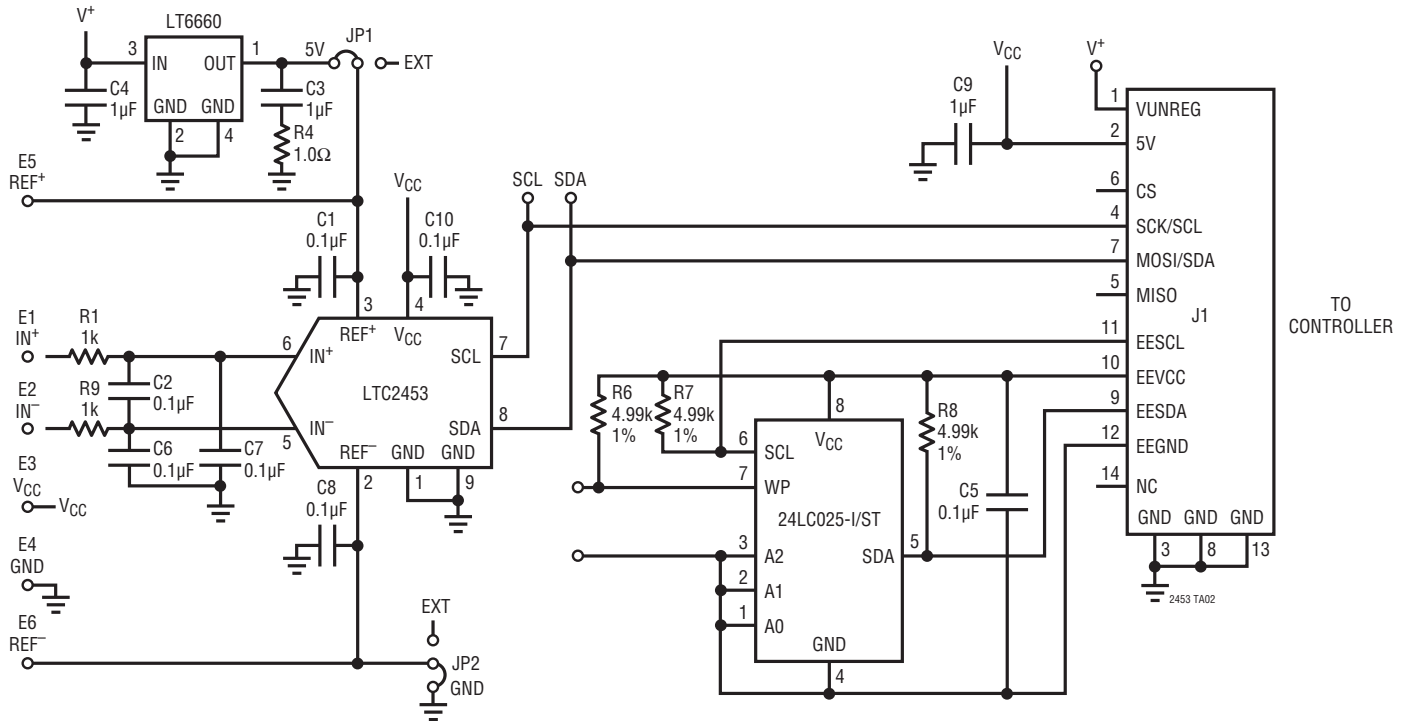 V+
LT6660
3
IN
OUT
1
5V
JP1
EXT
C4
1µF
GND
GND
2
4
C3
1µF
R4
1.0Ω
E5
REF+
C1
0.1µF
VCC
C10
0.1µF
SCL
SDA
3
4
REF+
VCC
E1
IN+
R1
1k
6
IN+
SCL
7
E2
IN−
R9
1k
C2
0.1µF
LTC2453
5
IN−
SDA
8
REF−
GND
GND
2
1
9
C6
0.1µF
C7
0.1µF
E3
VCC
VCC
C8
0.1µF
E4
GND
E6
REF−
EXT
JP2
GND
VCC
V+
C9
1µF
1
VUNREG
2
5V
6
CS
4
SCK/SCL
7
MOSI/SDA
5
MISO
J1
11
EESCL
10
EEVCC
9
EESDA
12
EEGND
14
NC
GND
GND
GND
3
8
13
TO
CONTROLLER
2453 TA02
R6
4.99k
1%
R7
4.99k
1%
8
VCC
R8
4.99k
1%
6
SCL
7
WP
24LC025-I/ST
C5
0.1µF
3
A2
SDA
5
2
A1
1
A0
GND
4